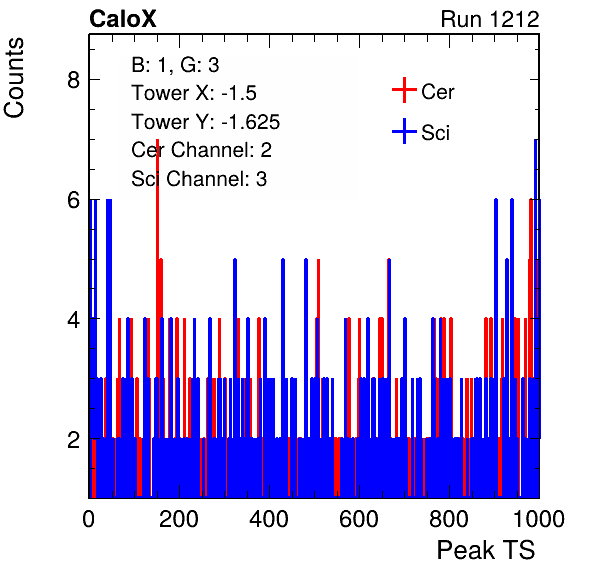 CaloX Run 1212
Counts
B: 1, G: 3
Tower X: -1.5
Tower Y: -1.625
Cer Channel: 2
Sci Channel: 3
Cer
Sci
8
6
4
2
0 200 400 600 800 1000
Peak TS